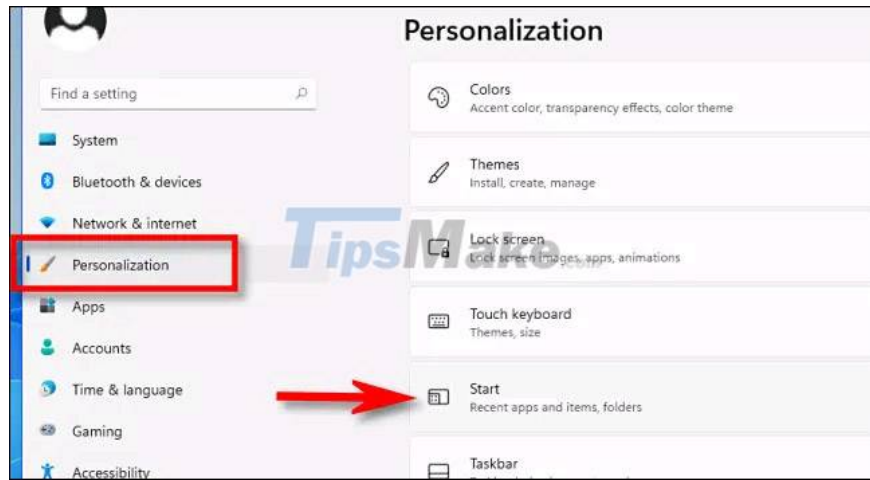 Personalization
Find a setting
System
Bluetooth & devices
Network & internet
Personalization
Apps
Accounts
Time & language
Gaming
Accessibility
Colors
Accent color, transparency effects, color theme
Themes
Install, create, manage
Lock screen
Lock screen images, apps, animations
Touch keyboard
Themes, size
Start
Recent apps and items, folders
Taskbar
TipsMake.com